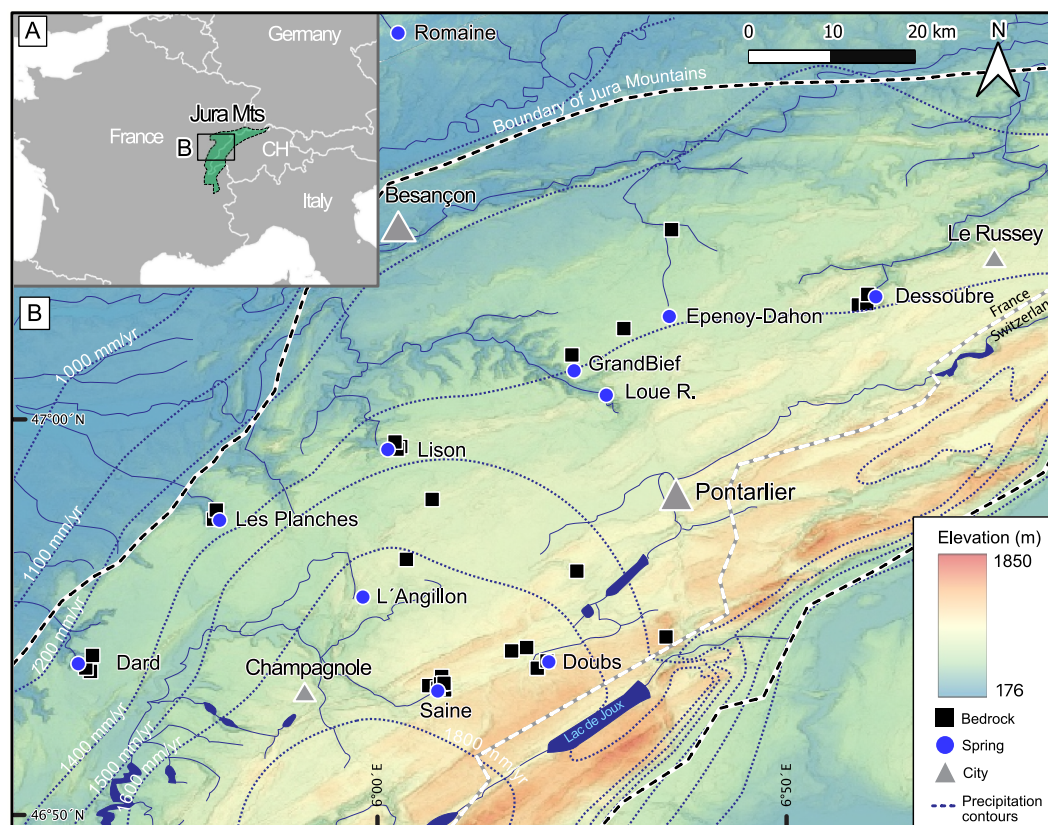 A
Germany
Jura Mts
France
B
CH
Italy
Romaine
0
10
20 km
N
Boundary of Jura Mountains
Besançon
Le Russey
B
Dessoubre
France
Switzerland
Epenoy-Dahon
1000 mm/yr
GrandBief
Loue R.
47°00´N
Lison
Pontarlier
Les Planches
1100 mm/yr
L´Angillon
1200 mm/yr
Dard
Champagnole
Doubs
Saine
Lac de Joux
1800 mm/yr
1400 mm/yr
1500 mm/yr
1600 mm/yr
46°50´N
6°00´E
6°50´E
Elevation (m)
1850
176
Bedrock
Spring
City
Precipitation
contours